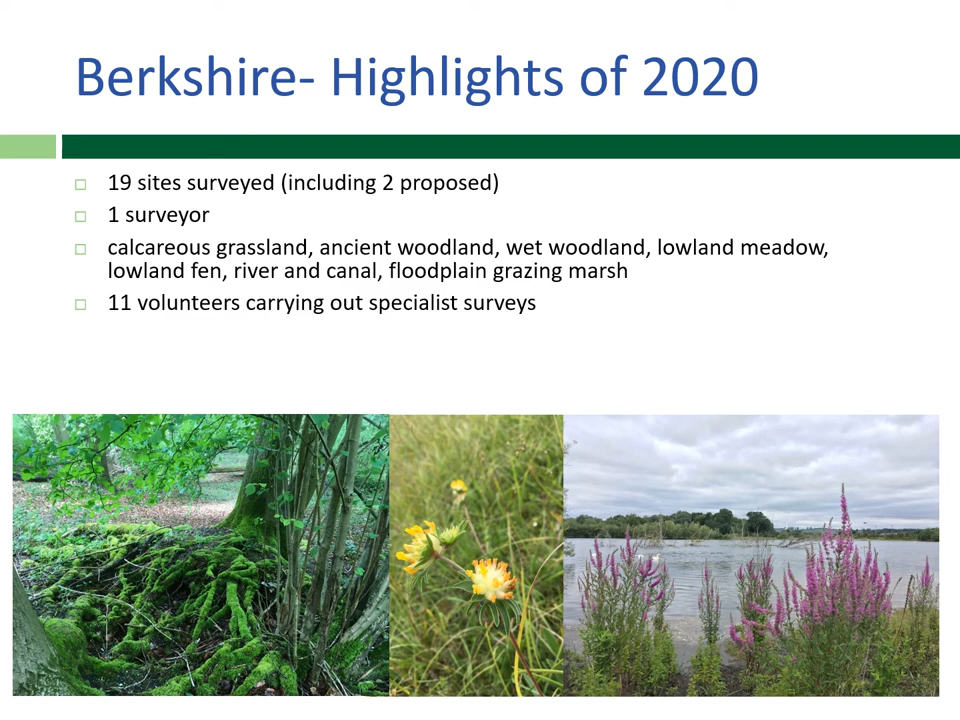 Berkshire- Highlights of 2020
19 sites surveyed (including 2 proposed)
1 surveyor
calcareous grassland, ancient woodland, wet woodland, lowland meadow,
lowland fen, river and canal, floodplain grazing marsh
11 volunteers carrying out specialist surveys